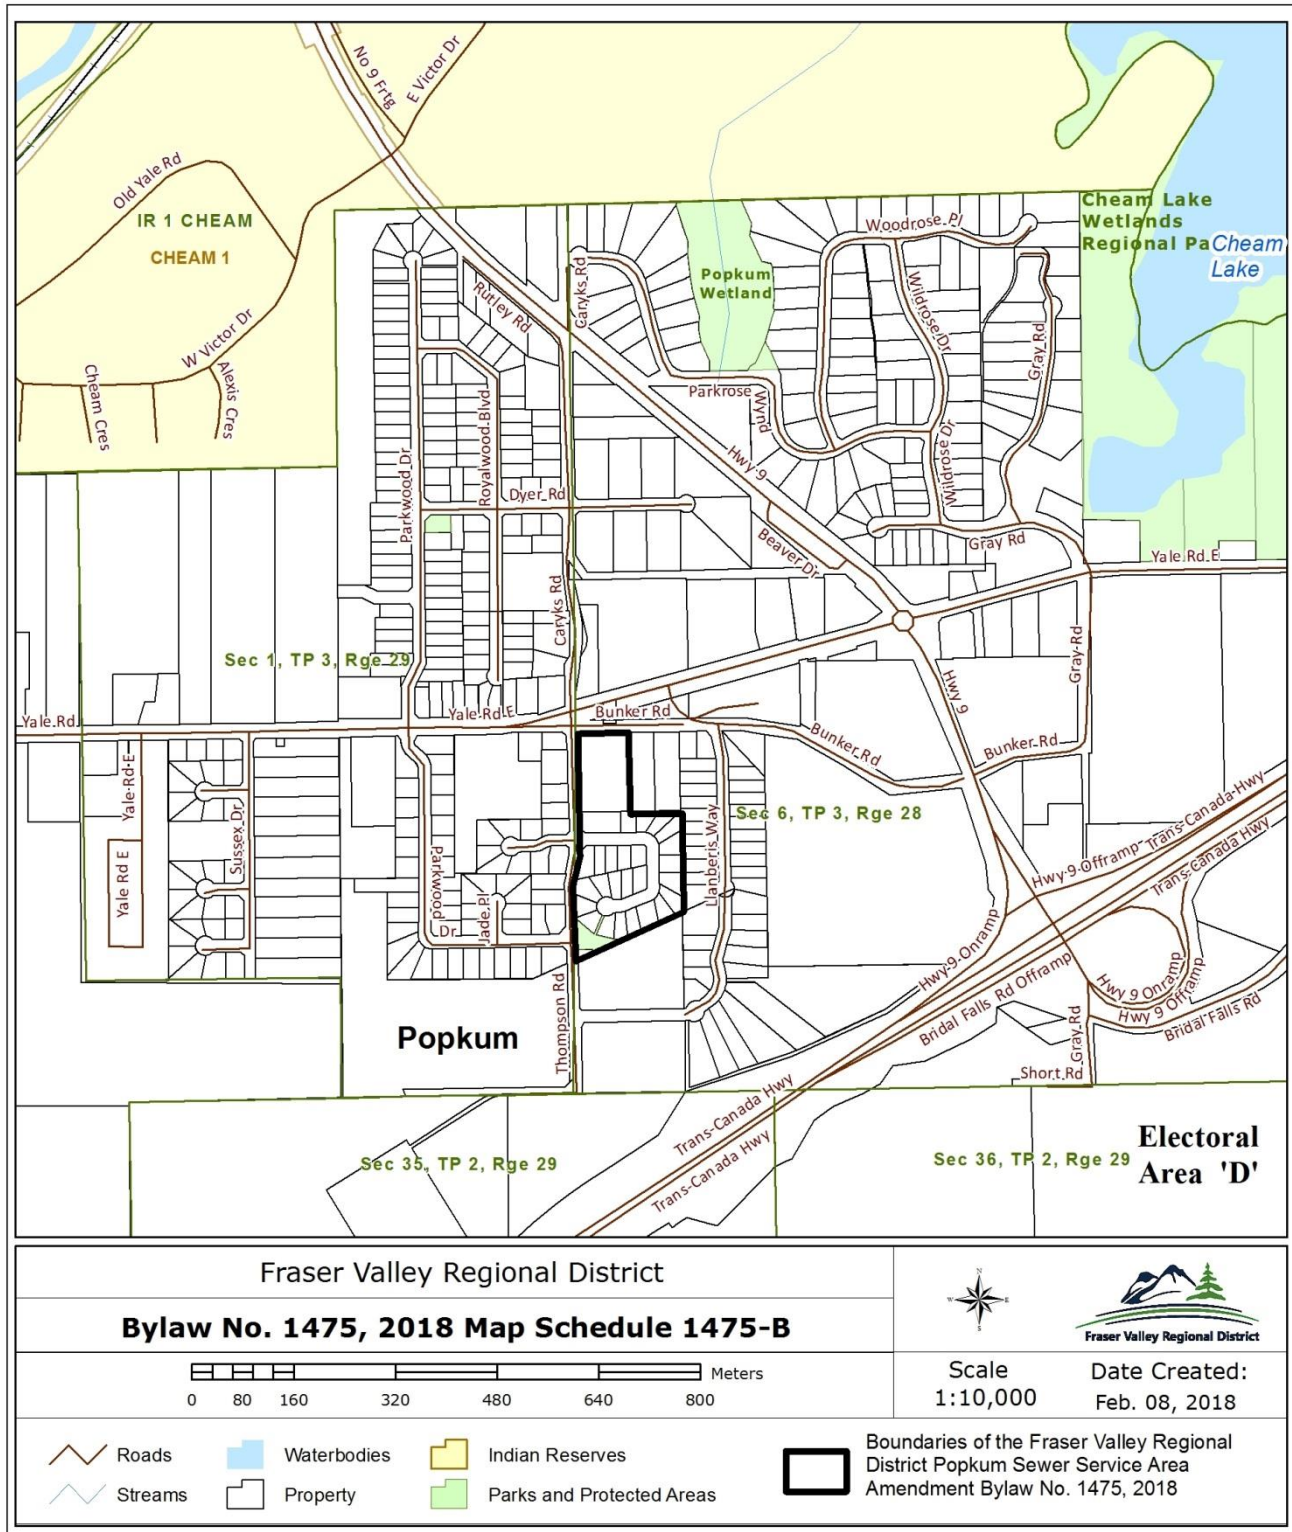 No 9 Frtg
E Victor Dr
Old Yale Rd
IR 1 CHEAM
CHEAM 1
W Victor Dr
Cheam Cres
Alexis Cres
Cheam Lake
Wetlands
Regional Pa
Cheam
Lake
Woodrose Pl
Popkum
Wetland
Caryks Rd
Rutley Rd
Wildrose Dr
Gray Rd
Parkrose
Wynd
Royalwood Blvd
Parkwood Dr
Hwy 9
Wildrose Dr
Dyer Rd
Beaver Dr
Gray Rd
Yale Rd E
Caryks Rd
Sec 1, TP 3, Rge 29
Gray Rd
Hwy 9
Yale Rd
Yale Rd E
Bunker Rd
Bunker Rd
Bunker Rd
Yale Rd E
Sussex Dr
Yale Rd E
Parkwood
Dr
Jade Pl
Llanberis Way
Sec 6, TP 3, Rge 28
Hwy 9 Offramp
Trans-Canada Hwy
Trans-Canada Hwy
Hwy 9 Onramp
Bridal Falls Rd Offramp
Hwy 9 Onramp
Hwy 9 Offramp
Bridal Falls Rd
Gray Rd
Short Rd
Thompson Rd
Popkum
Trans-Canada Hwy
Trans-Canada Hwy
Sec 35, TP 2, Rge 29
Sec 36, TP 2, Rge 29
Electoral
Area 'D'
Fraser Valley Regional District
Bylaw No. 1475, 2018 Map Schedule 1475-B
Meters
0 80 160 320 480 640 800
N
W E
S
Fraser Valley Regional District
Scale
1:10,000
Date Created:
Feb. 08, 2018
Roads
Waterbodies
Indian Reserves
Streams
Property
Parks and Protected Areas
Boundaries of the Fraser Valley Regional
District Popkum Sewer Service Area
Amendment Bylaw No. 1475, 2018